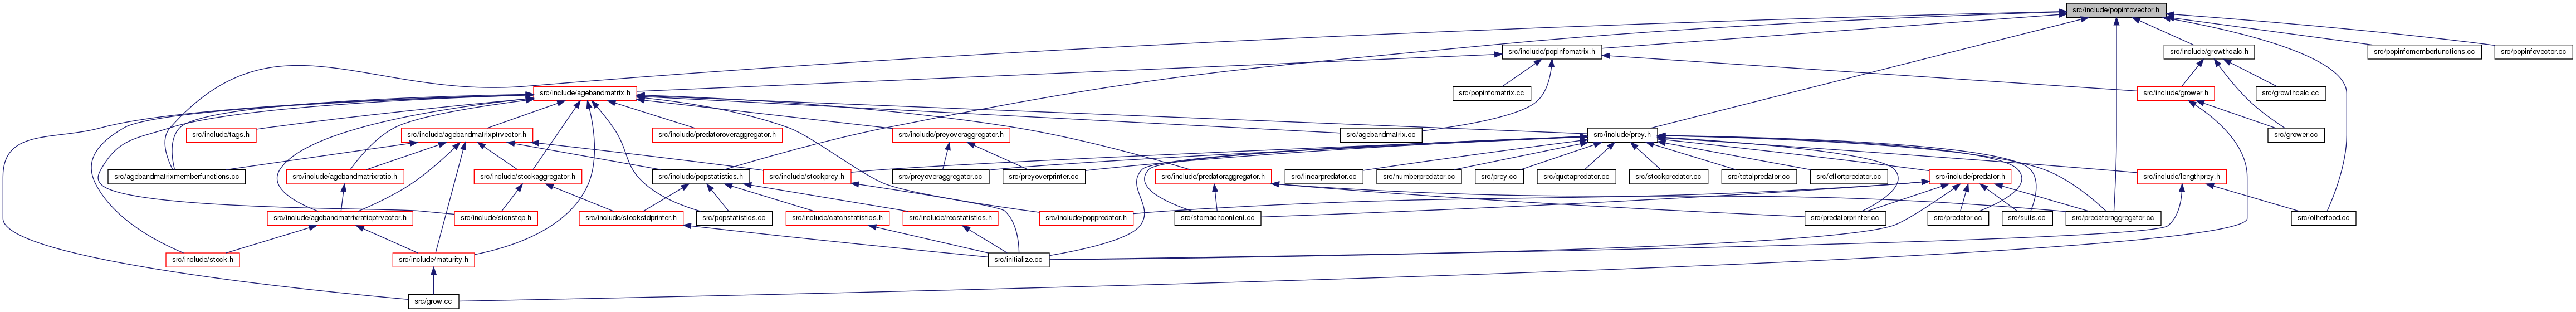 src/include/popinfovector.h
src/include/popinfomatrix.h
src/include/growthcalc.h
src/popinfomemberfunctions.cc
src/popinfovector.cc
src/include/agebandmatrix.h
src/popinfomatrix.cc
src/include/grower.h
src/growthcalc.cc
src/include/tags.h
src/include/agebandmatrixptrvector.h
src/include/predatoroveraggregator.h
src/include/preyoveraggregator.h
src/agebandmatrix.cc
src/include/prey.h
src/grower.cc
src/agebandmatrixmemberfunctions.cc
src/include/agebandmatrixratio.h
src/include/stockaggregator.h
src/include/popstatistics.h
src/include/stockprey.h
src/preyoveraggregator.cc
src/preyoverprinter.cc
src/include/predatoraggregator.h
src/linearpredator.cc
src/numberpredator.cc
src/prey.cc
src/quotapredator.cc
src/stockpredator.cc
src/totalpredator.cc
src/effortpredator.cc
src/include/predator.h
src/include/lengthprey.h
src/include/agebandmatrixratioptrvector.h
src/include/sionstep.h
src/include/stockstdprinter.h
src/popstatistics.cc
src/include/catchstatistics.h
src/include/recstatistics.h
src/include/poppredator.h
src/stomachcontent.cc
src/predatorprinter.cc
src/predator.cc
src/suits.cc
src/predatoraggregator.cc
src/otherfood.cc
src/include/stock.h
src/include/maturity.h
src/initialize.cc
src/grow.cc